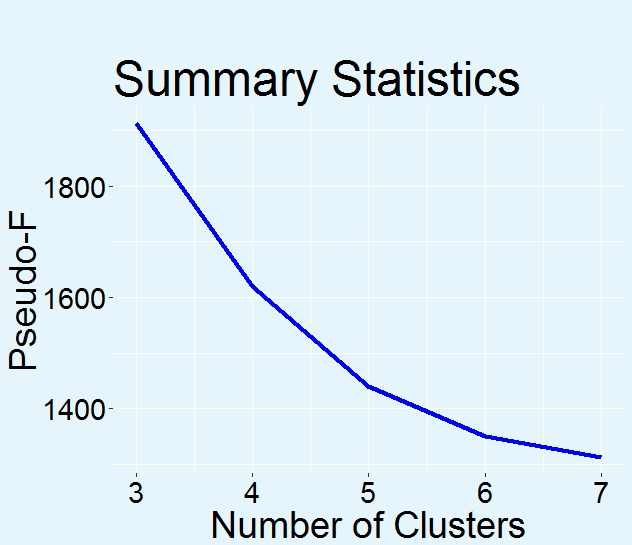 Summary Statistics
Pseudo-F
1800
1600
1400
3 4 5 6 7
Number of Clusters